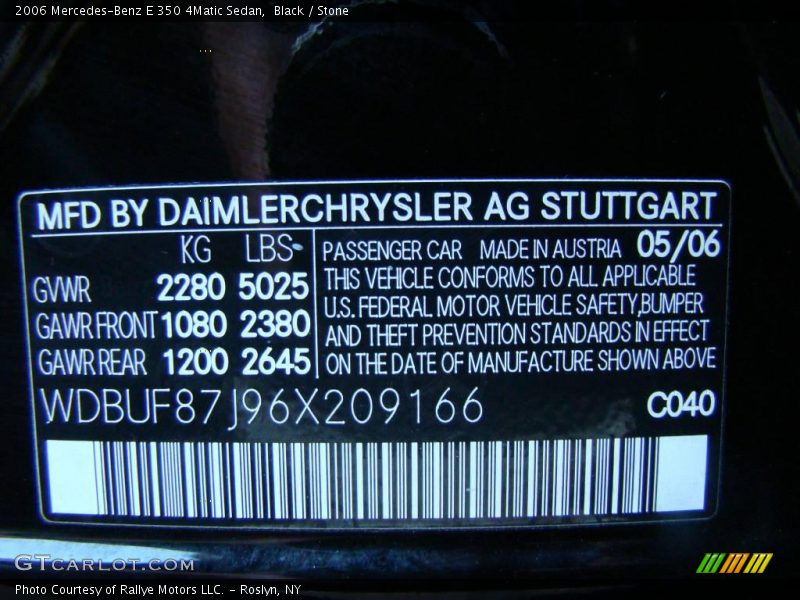 2006 Mercedes-Benz E 350 4Matic Sedan, Black / Stone
MFD BY DAIMLERCHRYSLER AG STUTTGART
KG LBS
GVWR 2280 5025
GAWR FRONT 1080 2380
GAWR REAR 1200 2645
PASSENGER CAR MADE IN AUSTRIA 05/06
THIS VEHICLE CONFORMS TO ALL APPLICABLE
U.S. FEDERAL MOTOR VEHICLE SAFETY, BUMPER
AND THEFT PREVENTION STANDARDS IN EFFECT
ON THE DATE OF MANUFACTURE SHOWN ABOVE
WDBUF87J96X209166 C040
GTCARLOT.COM
Photo Courtesy of Rallye Motors LLC. - Roslyn, NY